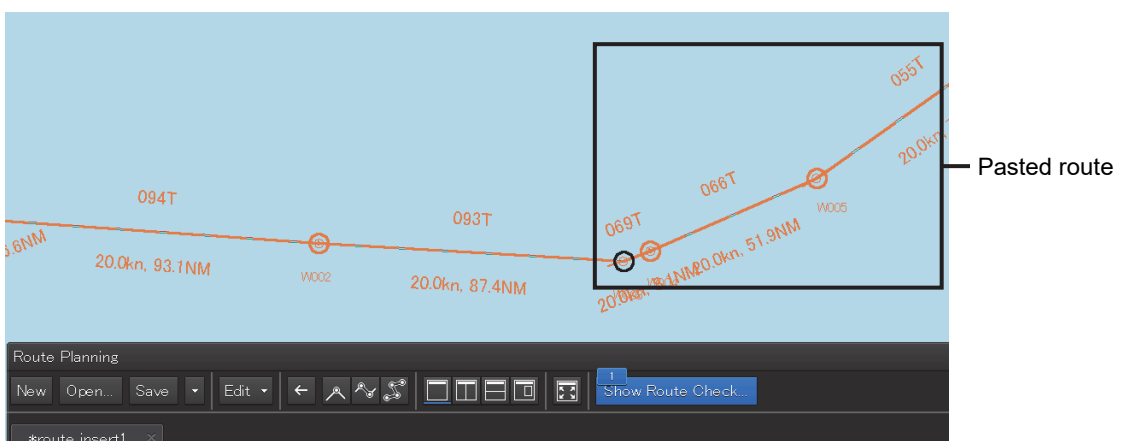 055T
20.0kn,
Pasted route
066T
W005
094T
093T
069T
20.0kn, 51.9NM
20.0kn, 93.1NM
W002
20.0kn, 87.4NM
Route Planning
New Open... Save Edit
1
Show Route Check...
*route insert1 ×